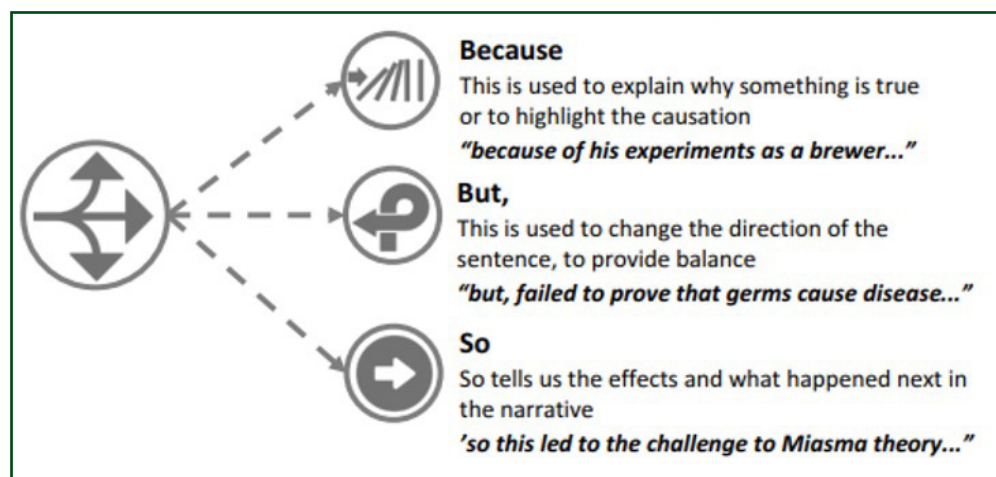 Because
This is used to explain why something is true
or to highlight the causation
“because of his experiments as a brewer...”
But,
This is used to change the direction of the
sentence, to provide balance
“but, failed to prove that germs cause disease...”
So
So tells us the effects and what happened next in
the narrative
’so this led to the challenge to Miasma theory...”